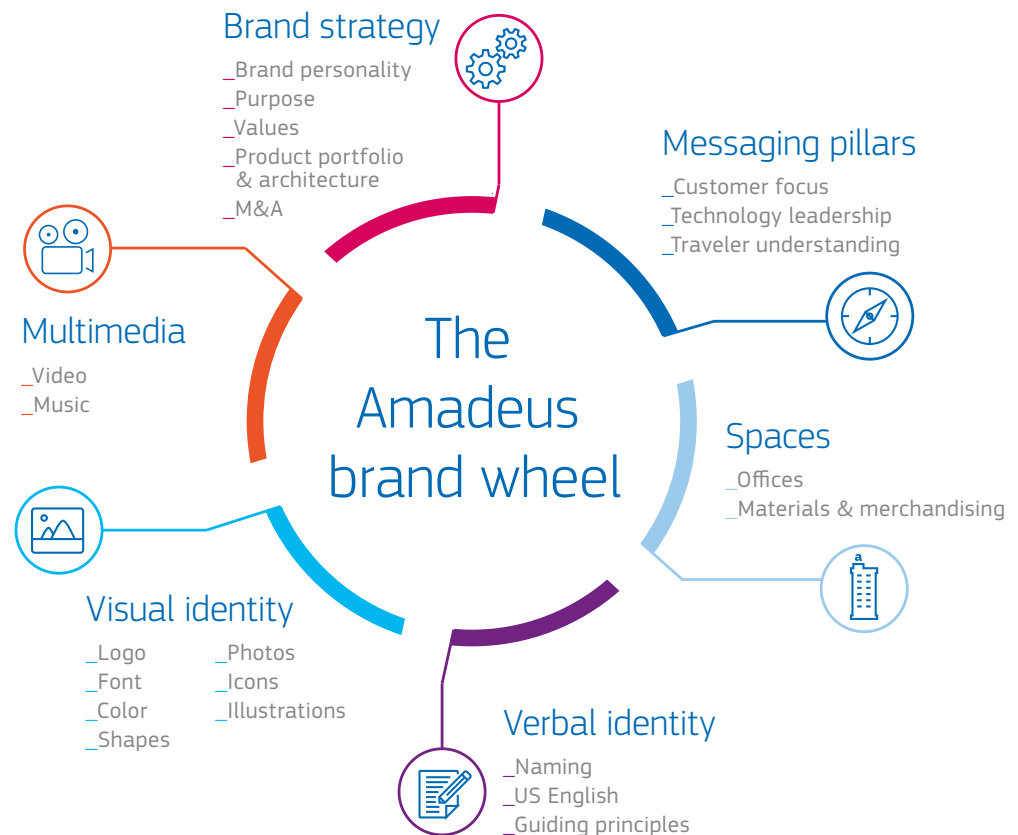 Brand strategy
_Brand personality
_Purpose
_Values
_Product portfolio
& architecture
_M&A
Messaging pillars
_Customer focus
_Technology leadership
_Traveler understanding
Multimedia
_Video
_Music
The
Amadeus
brand wheel
Spaces
_Offices
_Materials & merchandising
a
Visual identity
_Logo
_Font
_Color
_Shapes
_Photos
_Icons
_Illustrations
Verbal identity
_Naming
_US English
_Guiding principles